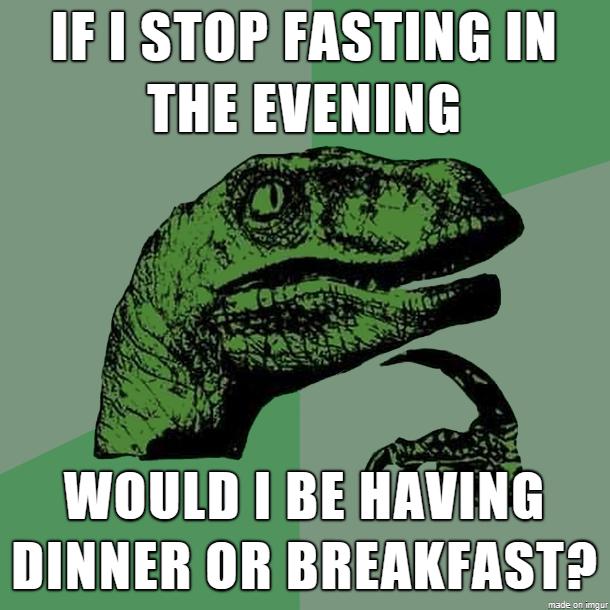 IF I STOP FASTING IN
THE EVENING
WOULD I BE HAVING
DINNER OR BREAKFAST?
made on imgur